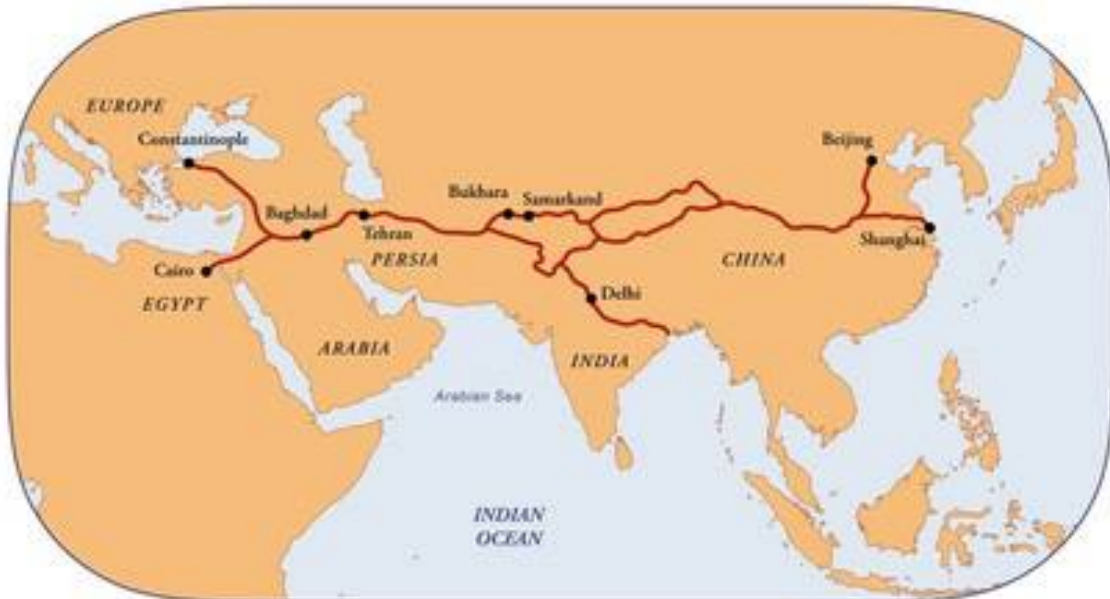 EUROPE
Constantinople
Beijing
Bukhara
Samarkand
Baghdad
Tehran
Shanghai
Cairo
PERSIA
CHINA
EGYPT
Delhi
ARABIA
INDIA
Arabian Sea
INDIAN
OCEAN